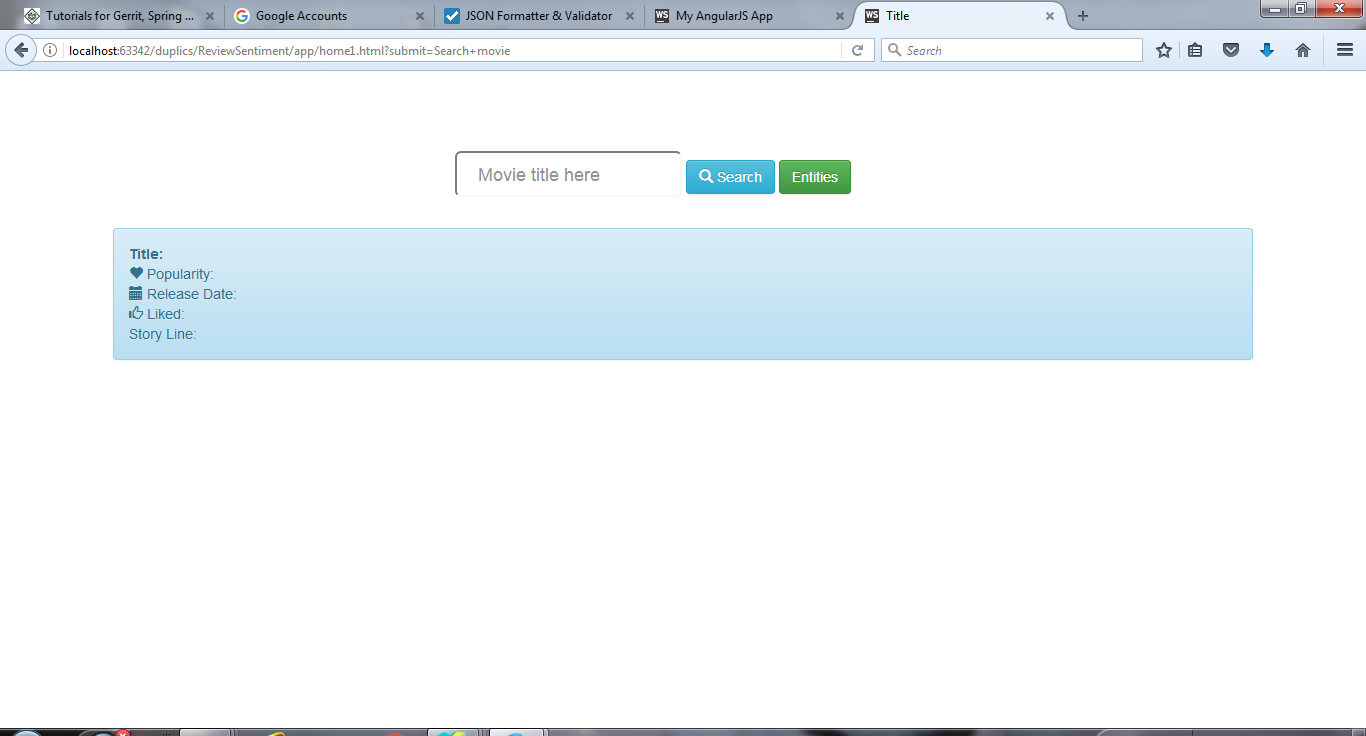 Tutorials for Gerrit, Spring ...
Google Accounts
JSON Formatter & Validator
WS My AngularJS App
WS Title
localhost:63342/duplics/ReviewSentiment/app/home1.html?submit=Search+movie
Search
Movie title here
Search
Entities
Title:
Popularity:
Release Date:
Liked:
Story Line: